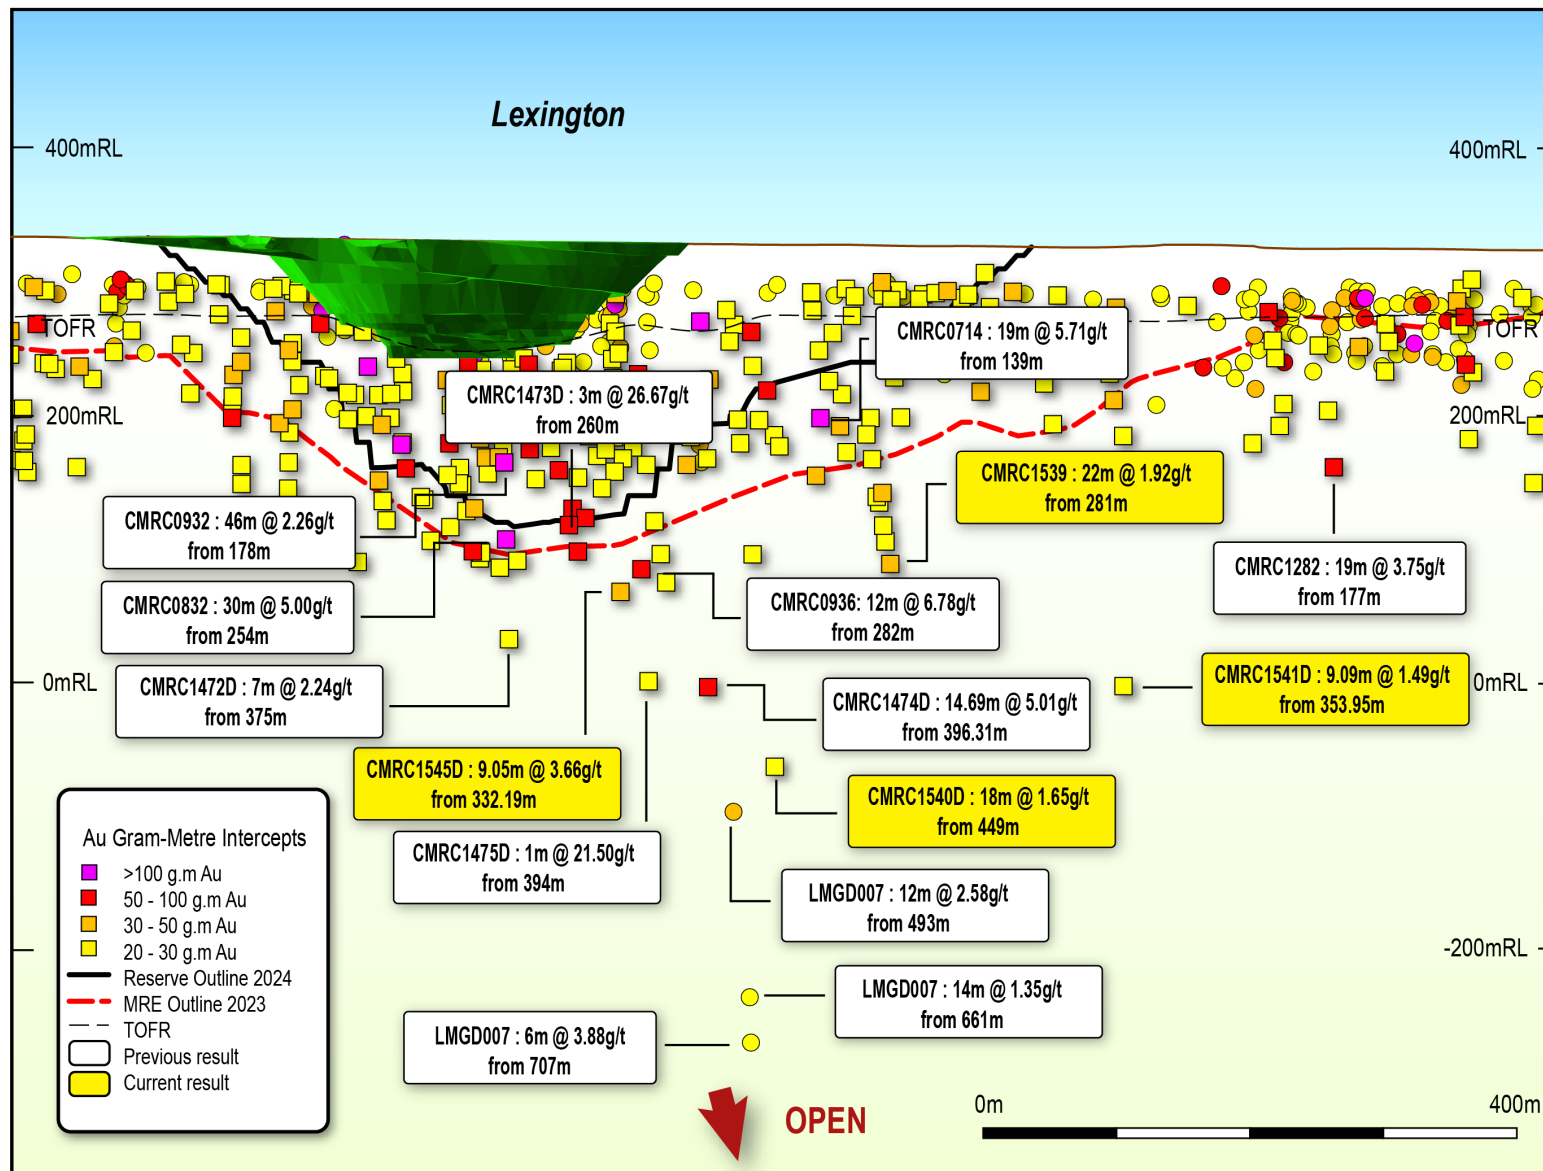 Lexington
400mRL
400mRL
TOFR
TOFR
CMRC0714 : 19m @ 5.71g/t
from 139m
CMRC1473D : 3m @ 26.67g/t
from 260m
200mRL
200mRL
CMRC1539 : 22m @ 1.92g/t
from 281m
CMRC0932 : 46m @ 2.26g/t
from 178m
CMRC1282 : 19m @ 3.75g/t
from 177m
CMRC0832 : 30m @ 5.00g/t
from 254m
CMRC0936: 12m @ 6.78g/t
from 282m
0mRL
0mRL
CMRC1472D : 7m @ 2.24g/t
from 375m
CMRC1474D : 14.69m @ 5.01g/t
from 396.31m
CMRC1541D : 9.09m @ 1.49g/t
from 353.95m
CMRC1545D : 9.05m @ 3.66g/t
from 332.19m
CMRC1540D : 18m @ 1.65g/t
from 449m
CMRC1475D : 1m @ 21.50g/t
from 394m
LMGD007 : 12m @ 2.58g/t
from 493m
-200mRL
LMGD007 : 14m @ 1.35g/t
from 661m
LMGD007 : 6m @ 3.88g/t
from 707m
Au Gram-Metre Intercepts
>100 g.m Au
50 - 100 g.m Au
30 - 50 g.m Au
20 - 30 g.m Au
Reserve Outline 2024
MRE Outline 2023
TOFR
Previous result
Current result
OPEN
0m
400m